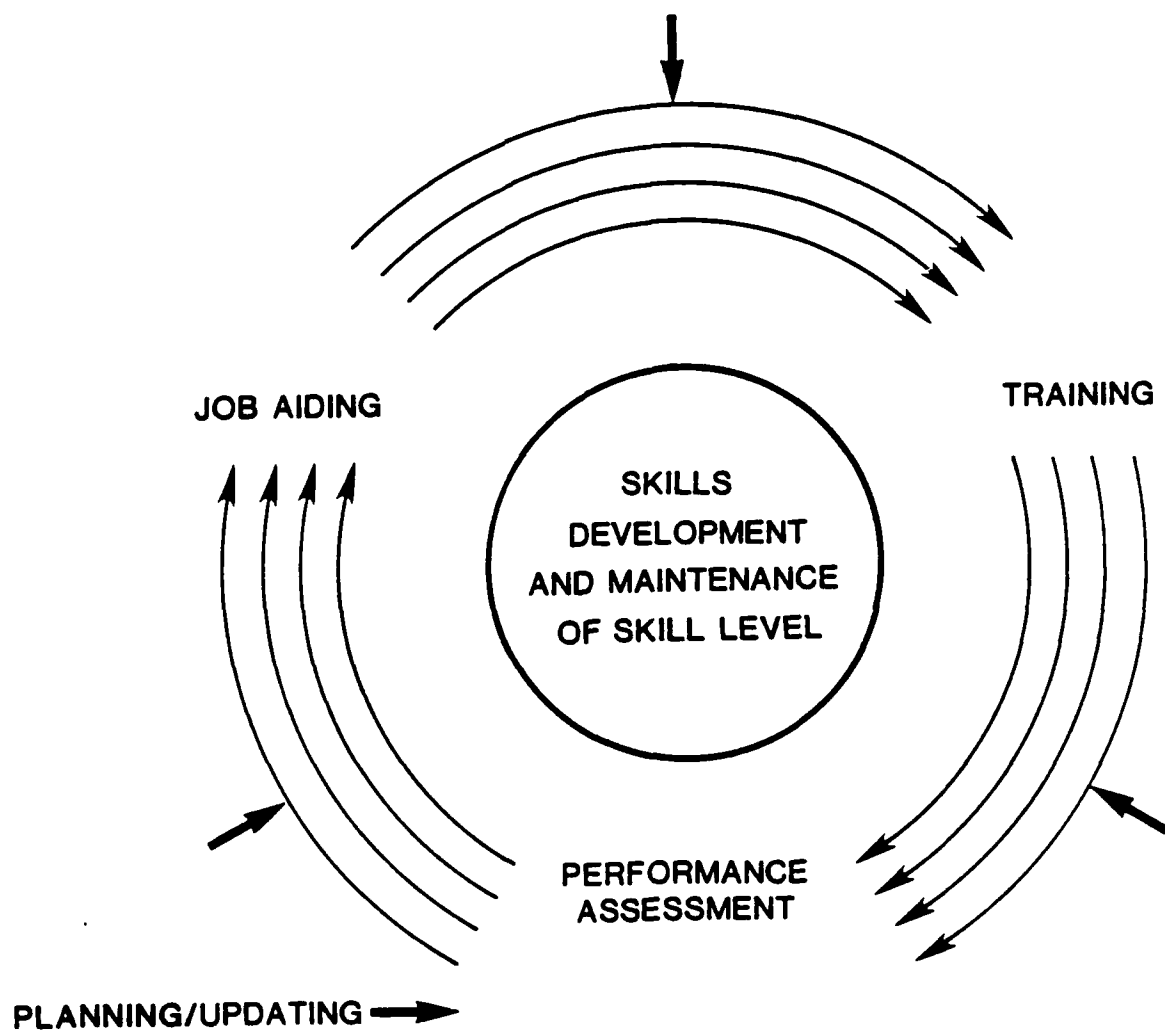 JOB AIDING
TRAINING
SKILLS
DEVELOPMENT
AND MAINTENANCE
OF SKILL LEVEL
PERFORMANCE
ASSESSMENT
PLANNING/UPDATING